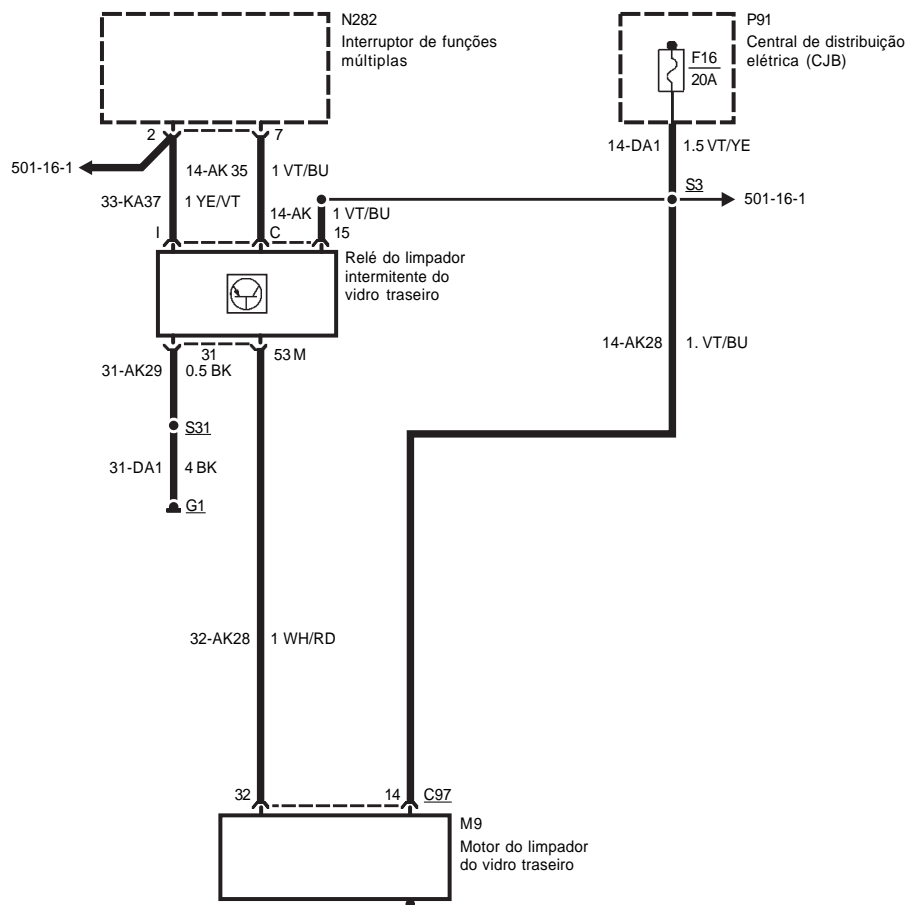 N282
Interruptor de funções
múltiplas
P91
Central de distribuição
elétrica (CJB)
F16
20A
2
7
14-DA1 1.5 VT/YE
501-16-1
14-AK 35 1 VT/BU
S3
501-16-1
33-KA37 1 YE/VT
14-AK 1 VT/BU
I
C
15
Relé do limpador
intermitente do
vidro traseiro
31
53 M
14-AK28 1. VT/BU
31-AK29 0.5 BK
S31
31-DA1 4 BK
G1
32-AK28 1 WH/RD
32
14
C97
M9
Motor do limpador
do vidro traseiro